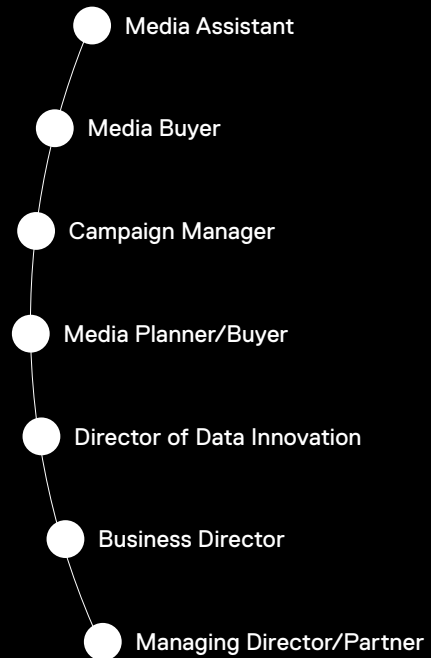 Media Assistant
Media Buyer
Campaign Manager
Media Planner/Buyer
Director of Data Innovation
Business Director
Managing Director/Partner